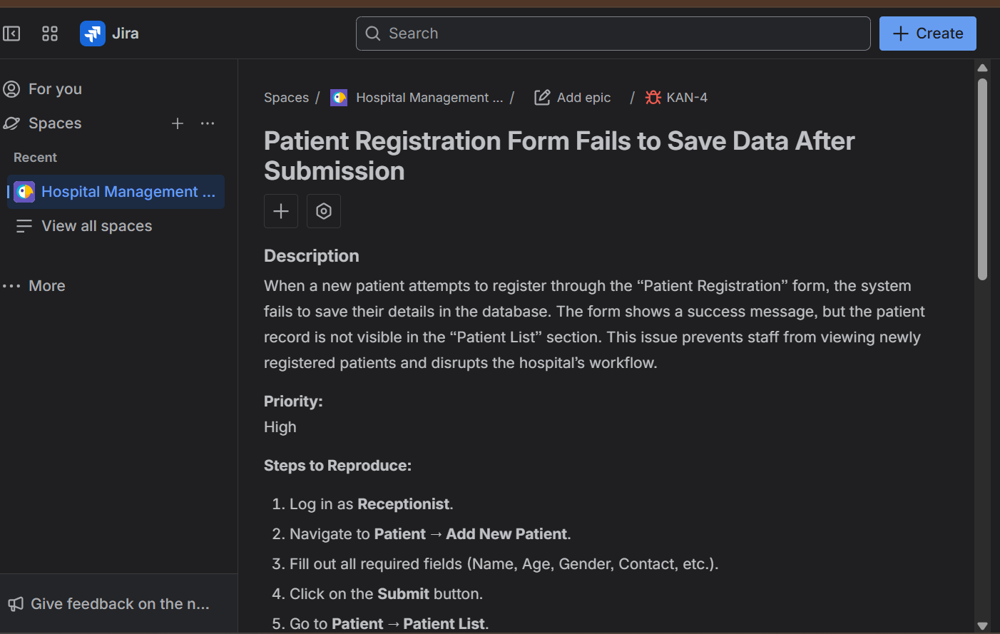 Jira
Search
Create
For you
Spaces
Recent
Hospital Management ...
View all spaces
More
Give feedback on the n...
Spaces / Hospital Management ... / Add epic / KAN-4
Patient Registration Form Fails to Save Data After
Submission
Description
When a new patient attempts to register through the “Patient Registration” form, the system
fails to save their details in the database. The form shows a success message, but the patient
record is not visible in the “Patient List” section. This issue prevents staff from viewing newly
registered patients and disrupts the hospital’s workflow.
Priority:
High
Steps to Reproduce:
1. Log in as Receptionist.
2. Navigate to Patient → Add New Patient.
3. Fill out all required fields (Name, Age, Gender, Contact, etc.).
4. Click on the Submit button.
5. Go to Patient → Patient List.